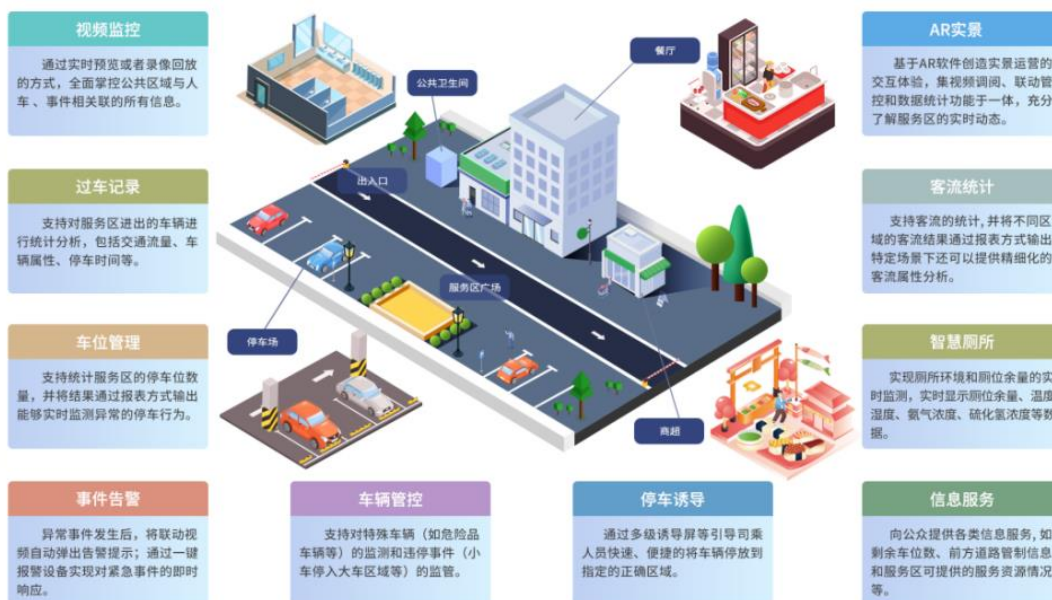 视频监控
通过实时预览或者录像回放
的方式，全面掌控公共区域与人
车、事件相关联的所有信息。
过车记录
支持对服务区进出的车辆进
行统计分析，包括交通流量、车
辆属性、停车时间等。
车位管理
支持统计服务区的停车位数
量，并将结果通过报表方式输出
能够实时监测异常的停车行为。
事件告警
异常事件发生后，将联动视
频自动弹出告警提示；通过一键
报警设备实现对紧急事件的即时
响应。
公共卫生间
餐厅
出入口
服务区广场
停车场
商超
车辆管控
支持对特殊车辆（如危险品
车辆等）的监测和违停事件（小
车停入大车区域等）的监管。
停车诱导
通过多级诱导屏等引导司乘
人员快速、便捷的将车辆停放到
指定的正确区域。
AR实景
基于AR软件创造实景运营的
交互体验，集视频调阅、联动管
控和数据统计功能于一体，充分
了解服务区的实时动态。
客流统计
支持客流的统计,并将不同区
域的客流结果通过报表方式输出
特定场景下还可以提供精细化的
客流属性分析。
智慧厕所
实现厕所环境和厕位余量的实
时监测，实时显示厕位余量、温度
湿度、氨气浓度、硫化氢浓度等数
据。
信息服务
向公众提供各类信息服务,如
剩余车位数、前方道路管制信息
和服务区可提供的服务资源情况
等。